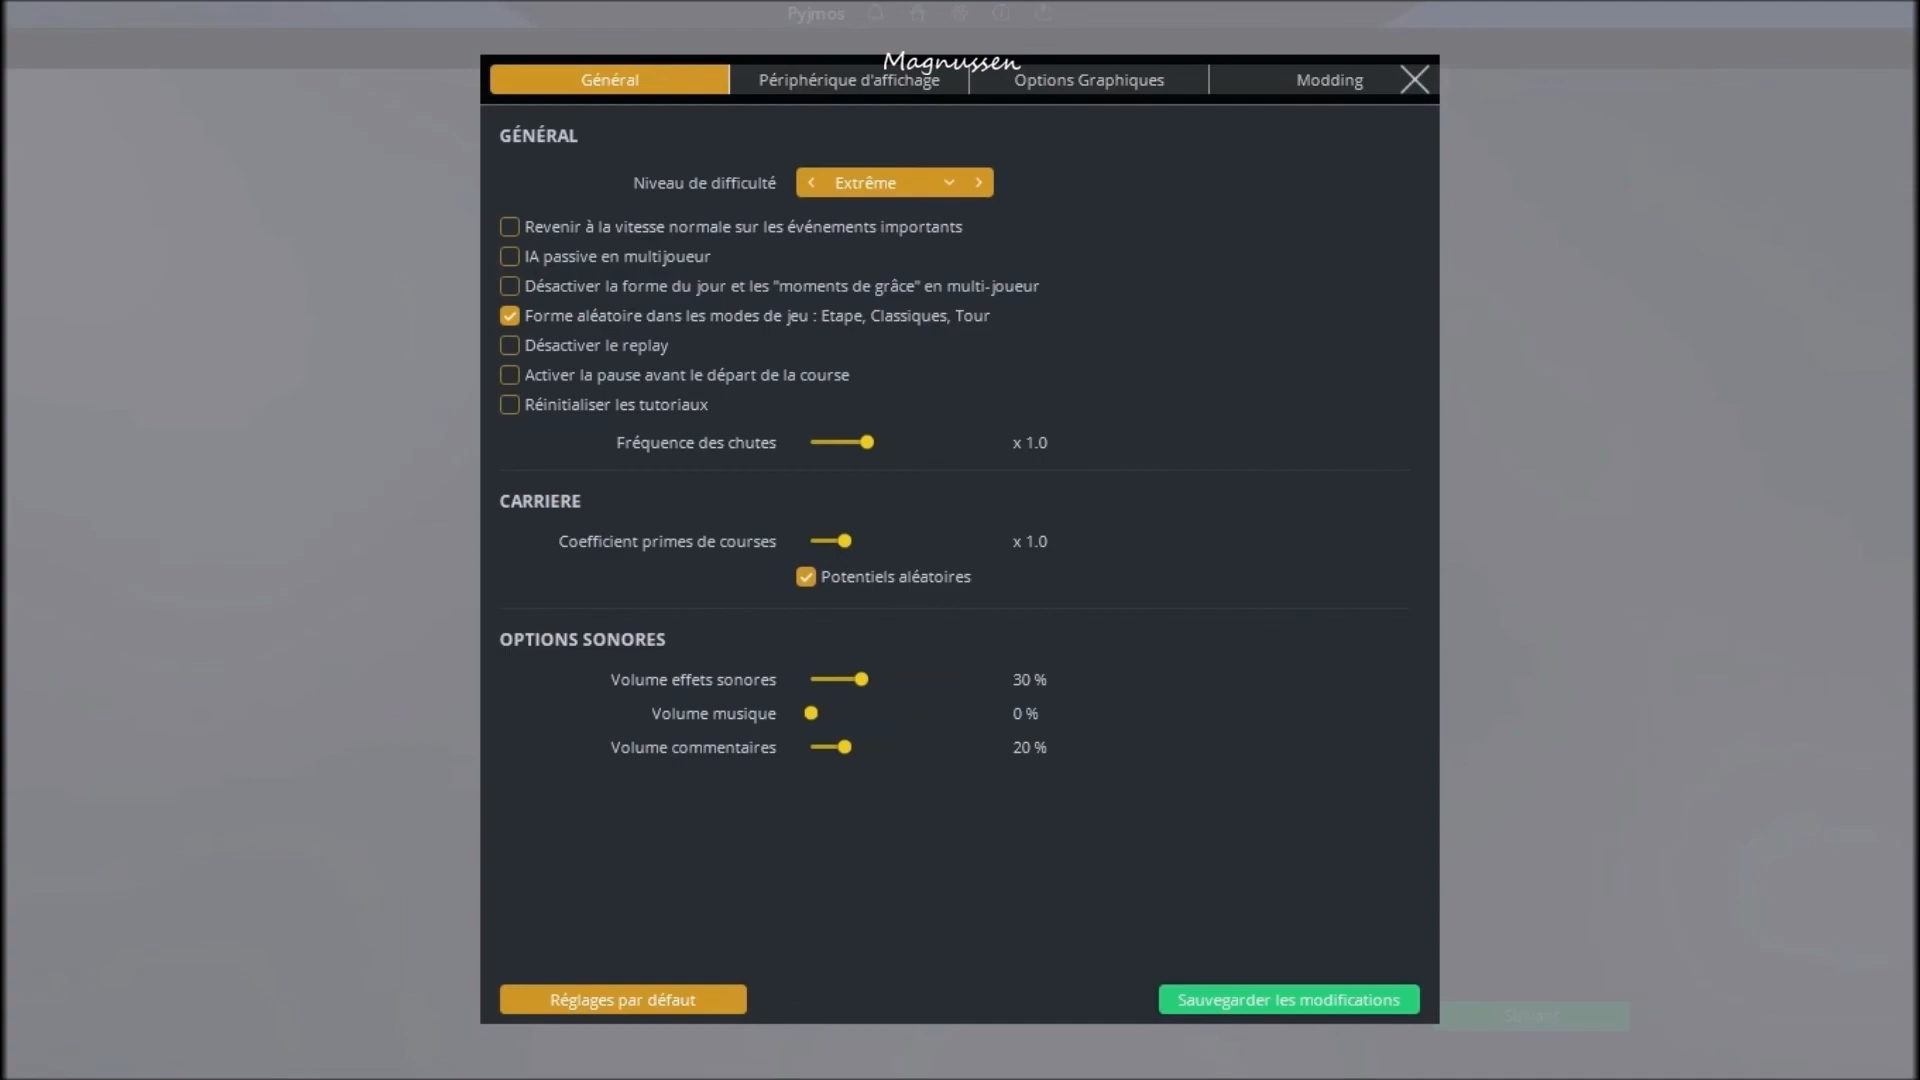 Pyjmos
Magnussen
Général
Périphérique d'affichage
Options Graphiques
Modding
GÉNÉRAL
Niveau de difficulté
Extrême
Revenir à la vitesse normale sur les événements importants
IA passive en multijoueur
Désactiver la forme du jour et les "moments de grâce" en multi-joueur
Forme aléatoire dans les modes de jeu : Etape, Classiques, Tour
Désactiver le replay
Activer la pause avant le départ de la course
Réinitialiser les tutoriaux
Fréquence des chutes x 1.0
CARRIERE
Coefficient primes de courses x 1.0
Potentiels aléatoires
OPTIONS SONORES
Volume effets sonores 30 %
Volume musique 0 %
Volume commentaires 20 %
Réglages par défaut
Sauvegarder les modifications